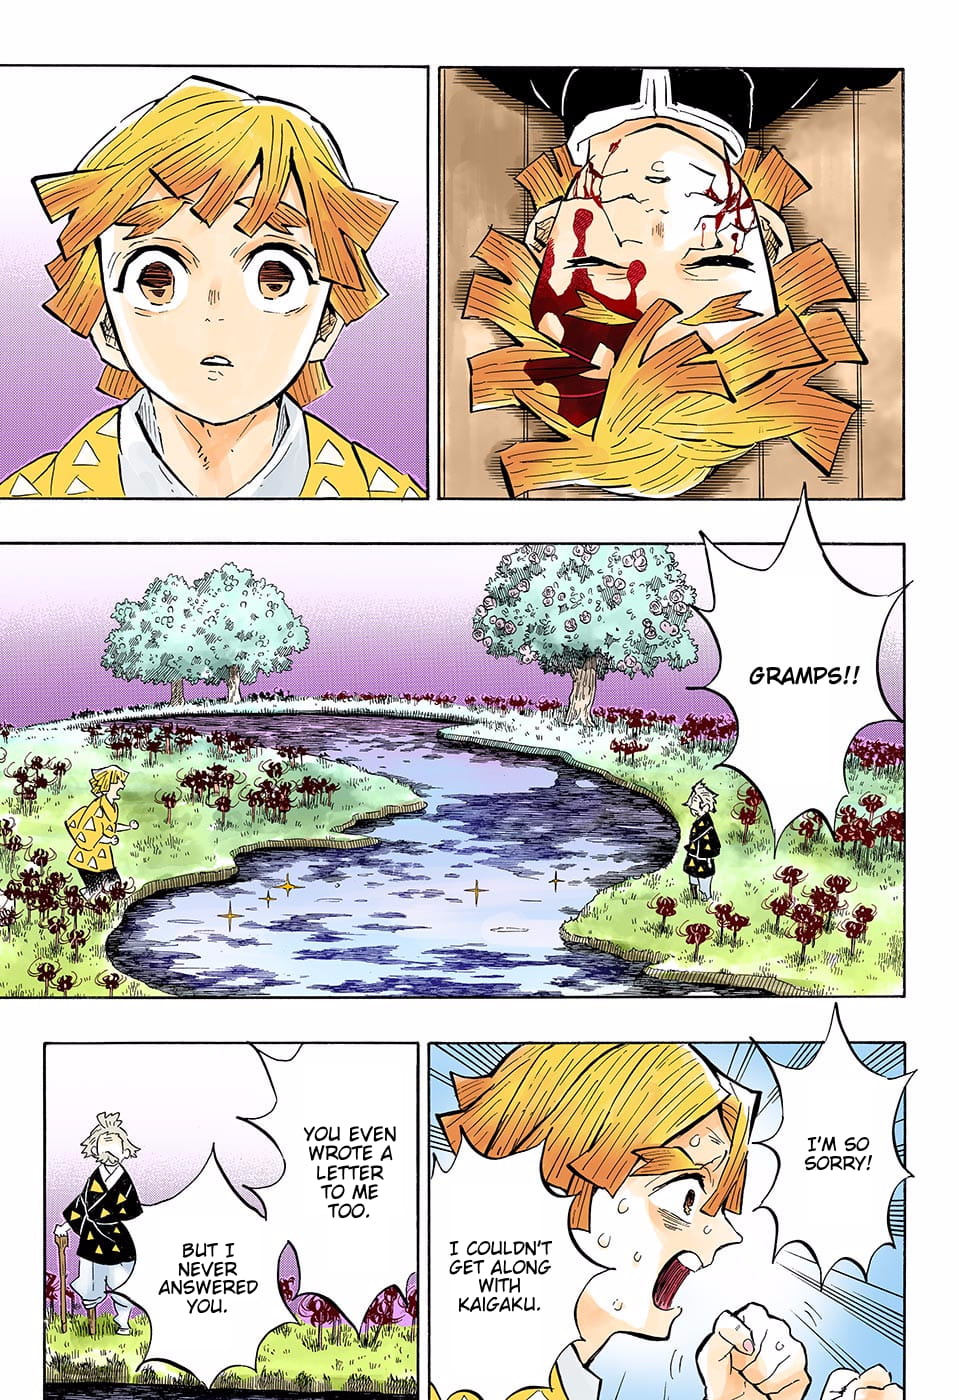 GRAMPS!!
I'M SO
SORRY!
I COULDN'T
GET ALONG
WITH
KAIGAKU.
YOU EVEN
WROTE A
LETTER
TO ME
TOO.
BUT I
NEVER
ANSWERED
YOU.